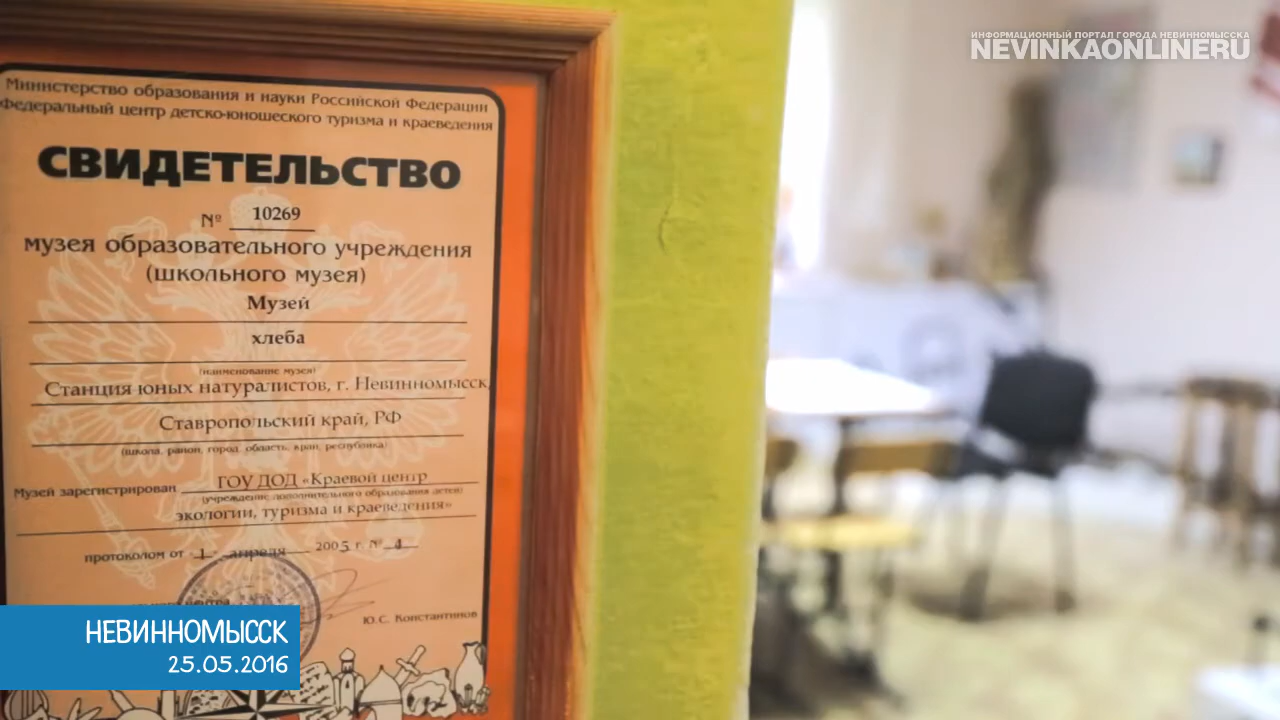 ИНФОРМАЦИОННЫЙ ПОРТАЛ ГОРОДА НЕВИННОМЫССКА
NEVINKAONLINE.RU
Министерство образования и науки Российской Федерации
Федеральный центр детско-юношеского туризма и краеведения
СВИДЕТЕЛЬСТВО
№ 10269
музея образовательного учреждения
(школьного музея)
Музей
хлеба
(наименование музея)
Станция юных натуралистов, г. Невинномысск,
Ставропольский край, РФ
(школа, район, город, область, край, республика)
Музей зарегистрирован ГОУ ДОД «Краевой центр
(учреждение дополнительного образования детей)
экологии, туризма и краеведения»
протоколом от "1" апреля 2005 г. № 4
центра
Ю.С. Константинов
НЕВИННОМЫССК
25.05.2016